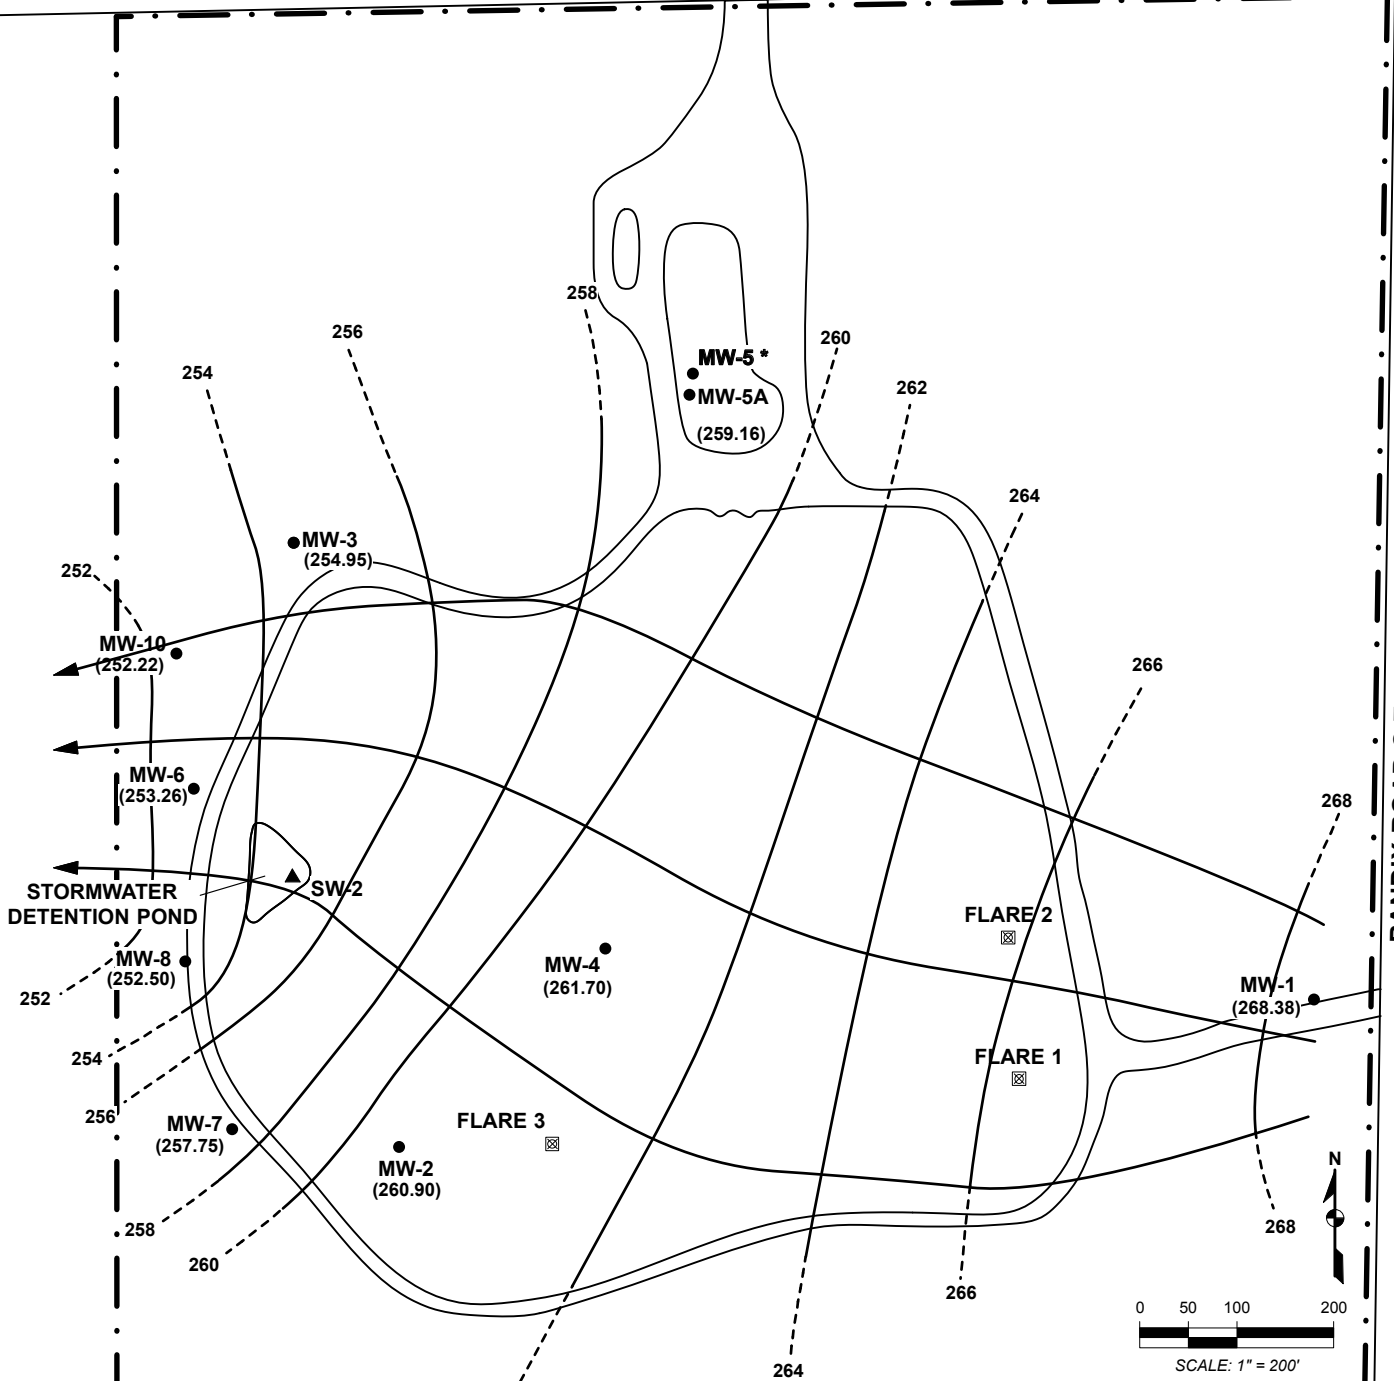 258
256
260
MW-5 *
254
262
MW-5A
(259.16)
264
MW-3
(254.95)
252
MW-10
(252.22)
266
MW-6
(253.26)
268
STORMWATER
DETENTION POND
SW-2
FLARE 2
MW-4
(261.70)
MW-8
(252.50)
252
MW-1
(268.38)
254
FLARE 1
256
MW-7
(257.75)
FLARE 3
MW-2
(260.90)
N
258
268
260
266
0 50 100 200
SCALE: 1" = 200'
264